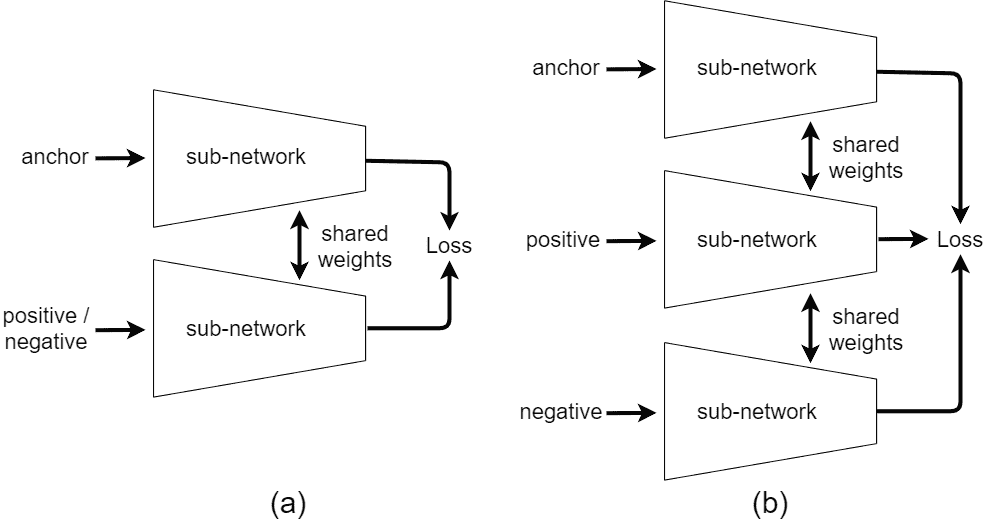 anchor
sub-network
shared
weights
Loss
positive /
negative
sub-network
(a)
anchor
sub-network
shared
weights
positive
sub-network
Loss
shared
weights
negative
sub-network
(b)